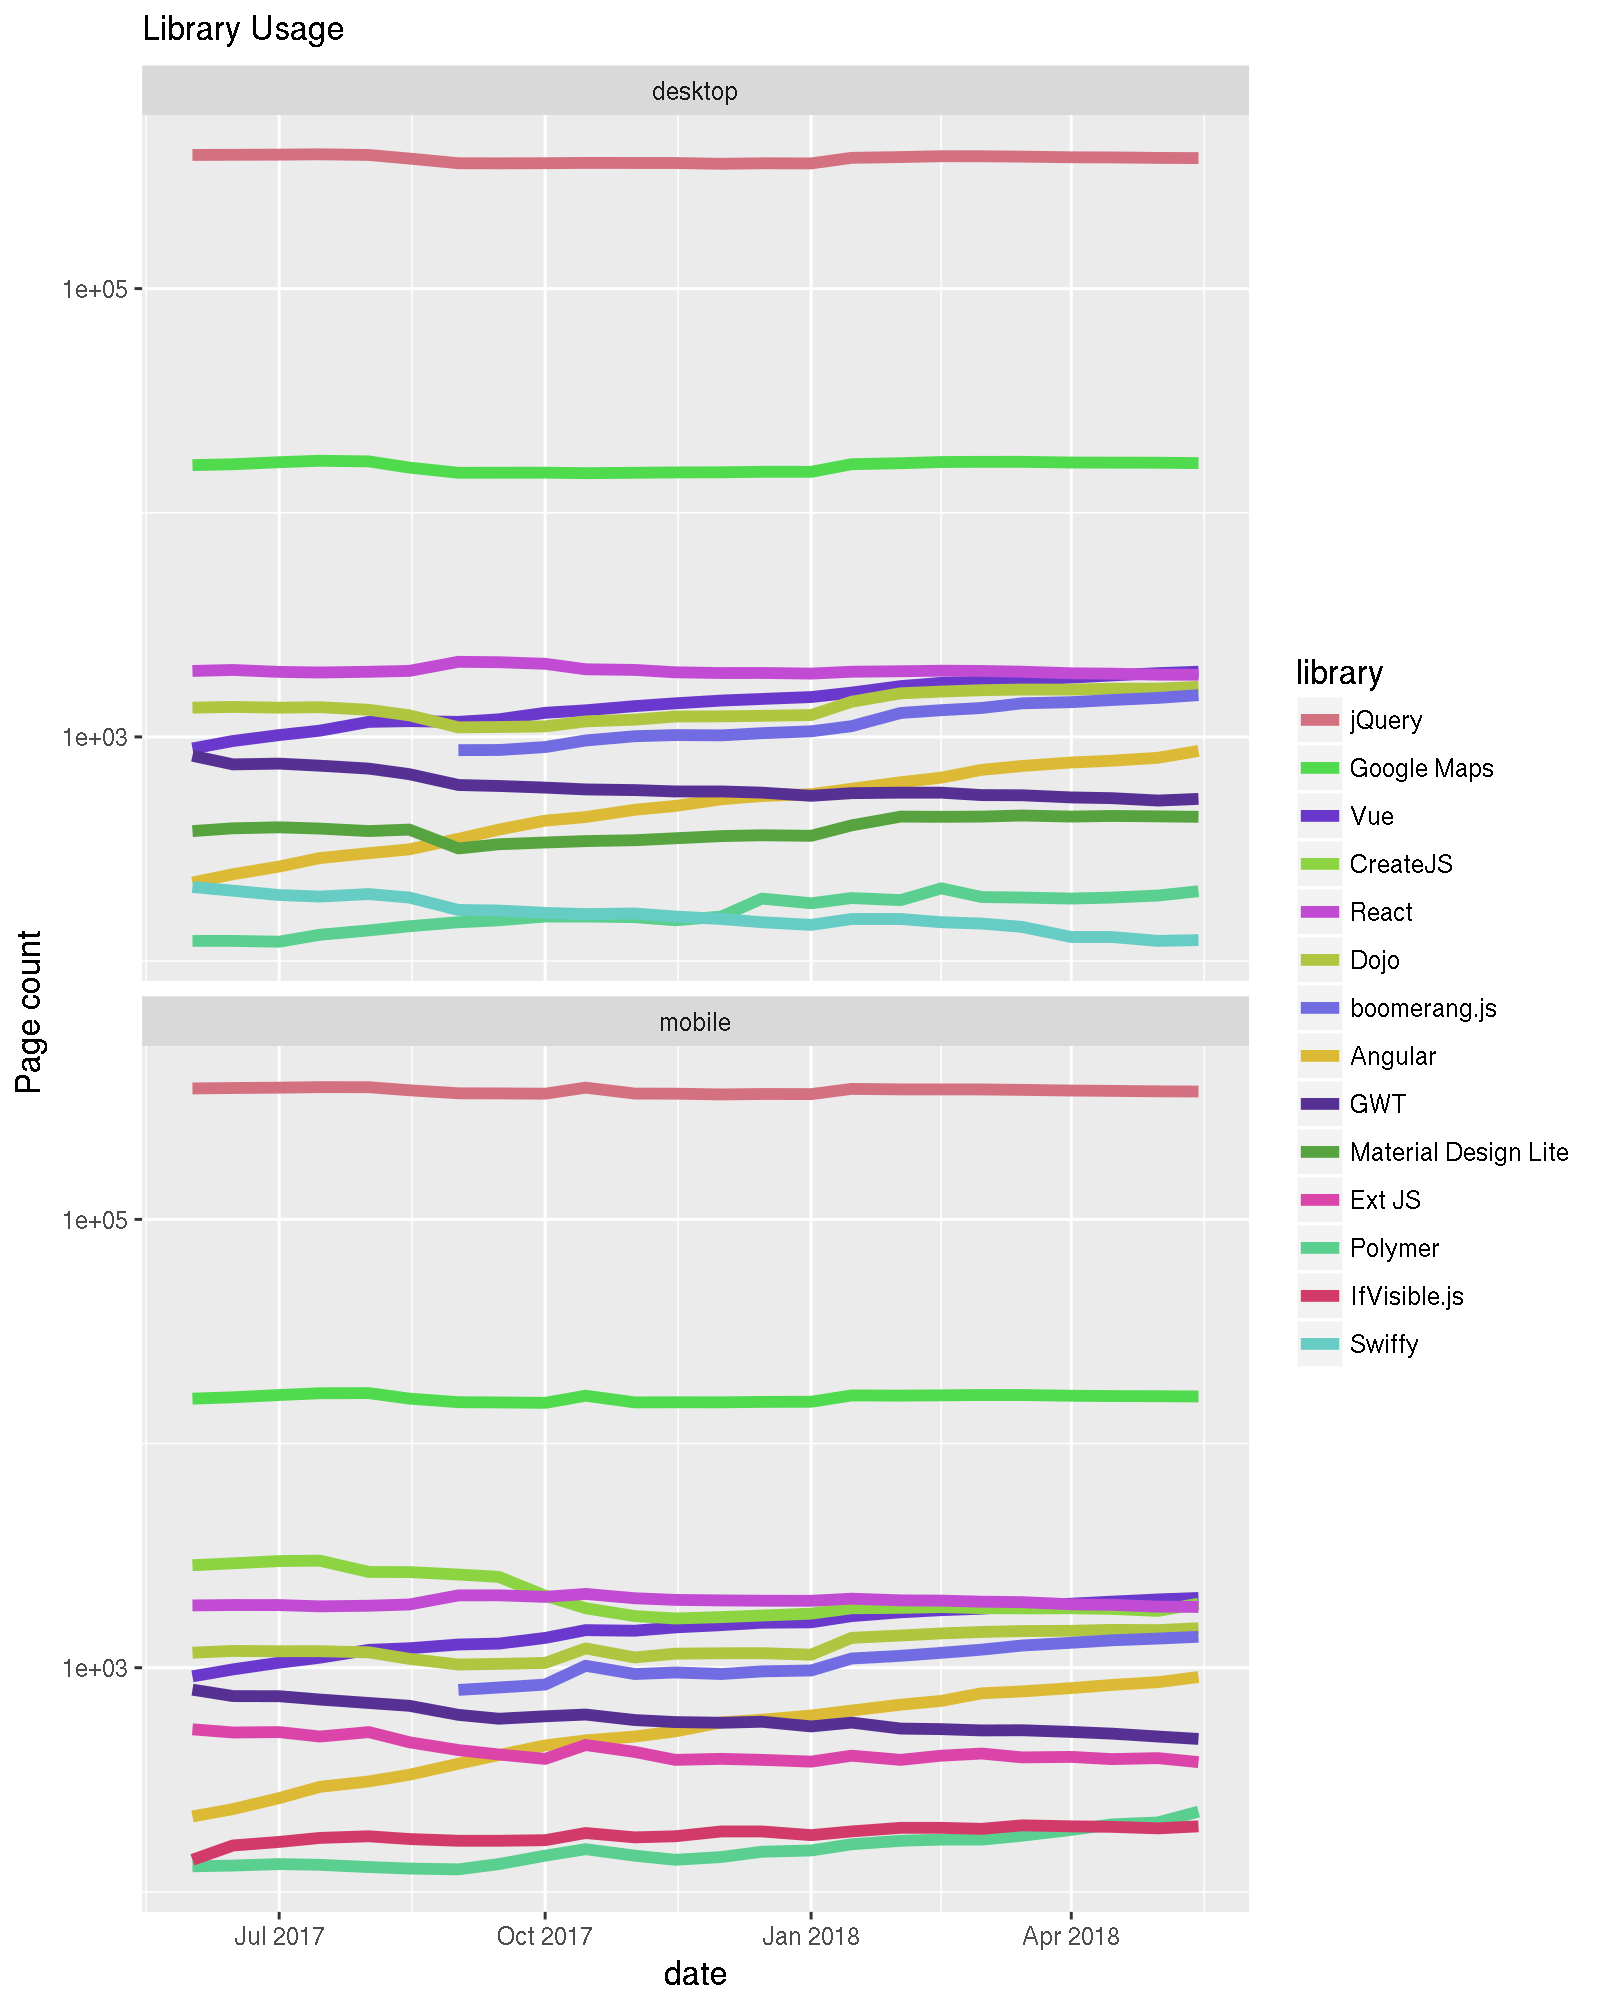 Library Usage
desktop
1e+05
1e+03
mobile
1e+05
1e+03
Jul 2017
Oct 2017
Jan 2018
Apr 2018
date
Page count
library
jQuery
Google Maps
Vue
CreateJS
React
Dojo
boomerang.js
Angular
GWT
Material Design Lite
Ext JS
Polymer
IfVisible.js
Swiffy